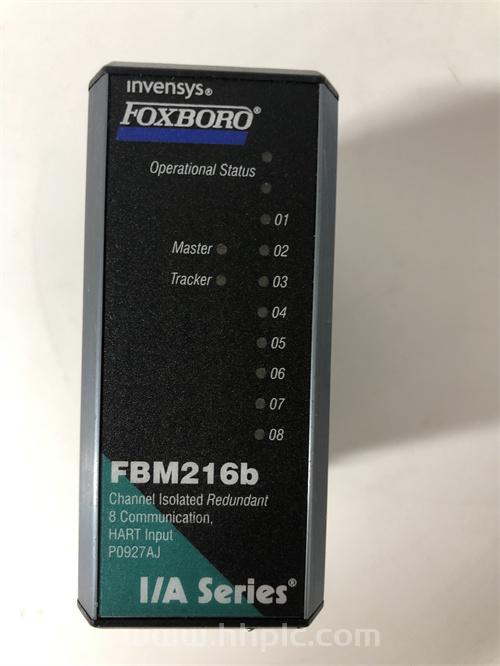 invensys®
FOXBORO®
Operational Status
01
Master 02
Tracker 03
04
05
06
07
08
FBM216b
Channel Isolated Redundant
8 Communication,
HART Input
P0927AJ
I/A Series®
www.hhplc.com